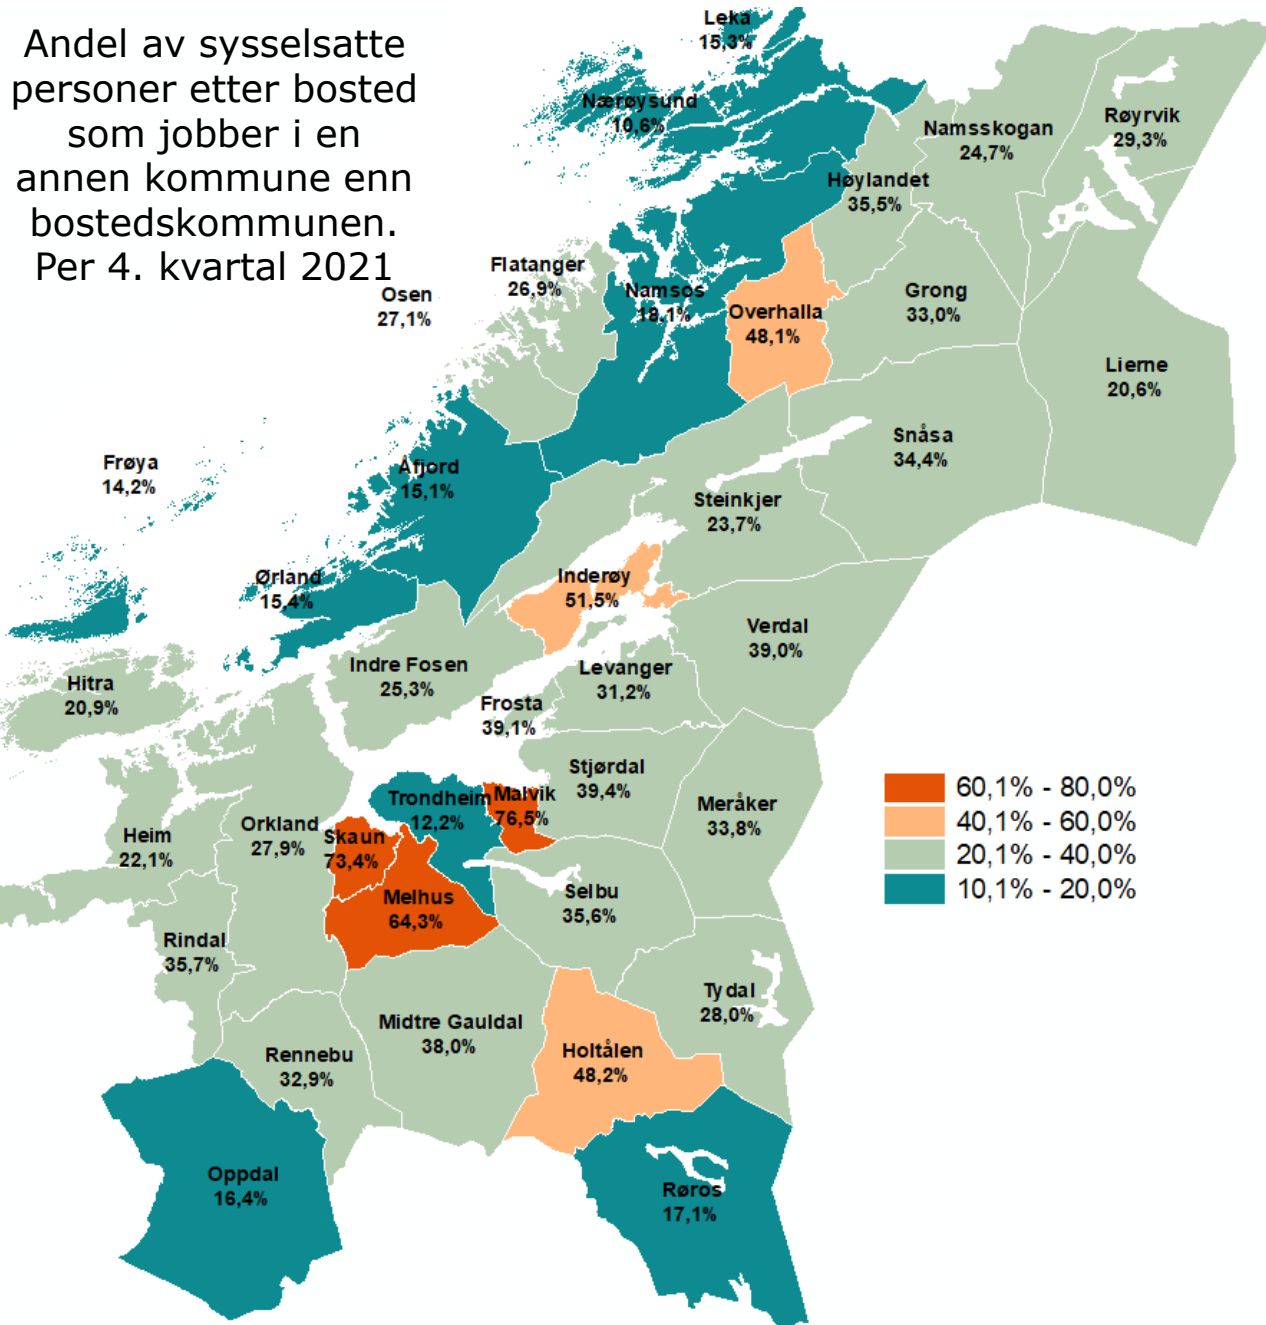 Andel av sysselsatte
personer etter bosted
som jobber i en
annen kommune enn
bostedskommunen.
Per 4. kvartal 2021
Leka
15,3%
Nærøysund
10,6%
Namsskogan
24,7%
Røyrvik
29,3%
Høylandet
35,5%
Flatanger
26,9%
Osen
27,1%
Namsos
18,1%
Overhalla
48,1%
Grong
33,0%
Lierne
20,6%
Snåsa
34,4%
Frøya
14,2%
Åfjord
15,1%
Steinkjer
23,7%
Ørland
15,4%
Inderøy
51,5%
Verdal
39,0%
Indre Fosen
25,3%
Levanger
31,2%
Hitra
20,9%
Frosta
39,1%
Stjørdal
39,4%
Meråker
33,8%
Trondheim
12,2%
Malvik
76,5%
Heim
22,1%
Orkland
27,9%
Skaun
73,4%
Melhus
64,3%
Selbu
35,6%
Rindal
35,7%
Tydal
28,0%
Midtre Gauldal
38,0%
Rennebu
32,9%
Holtålen
48,2%
Oppdal
16,4%
Røros
17,1%
60,1% - 80,0%
40,1% - 60,0%
20,1% - 40,0%
10,1% - 20,0%